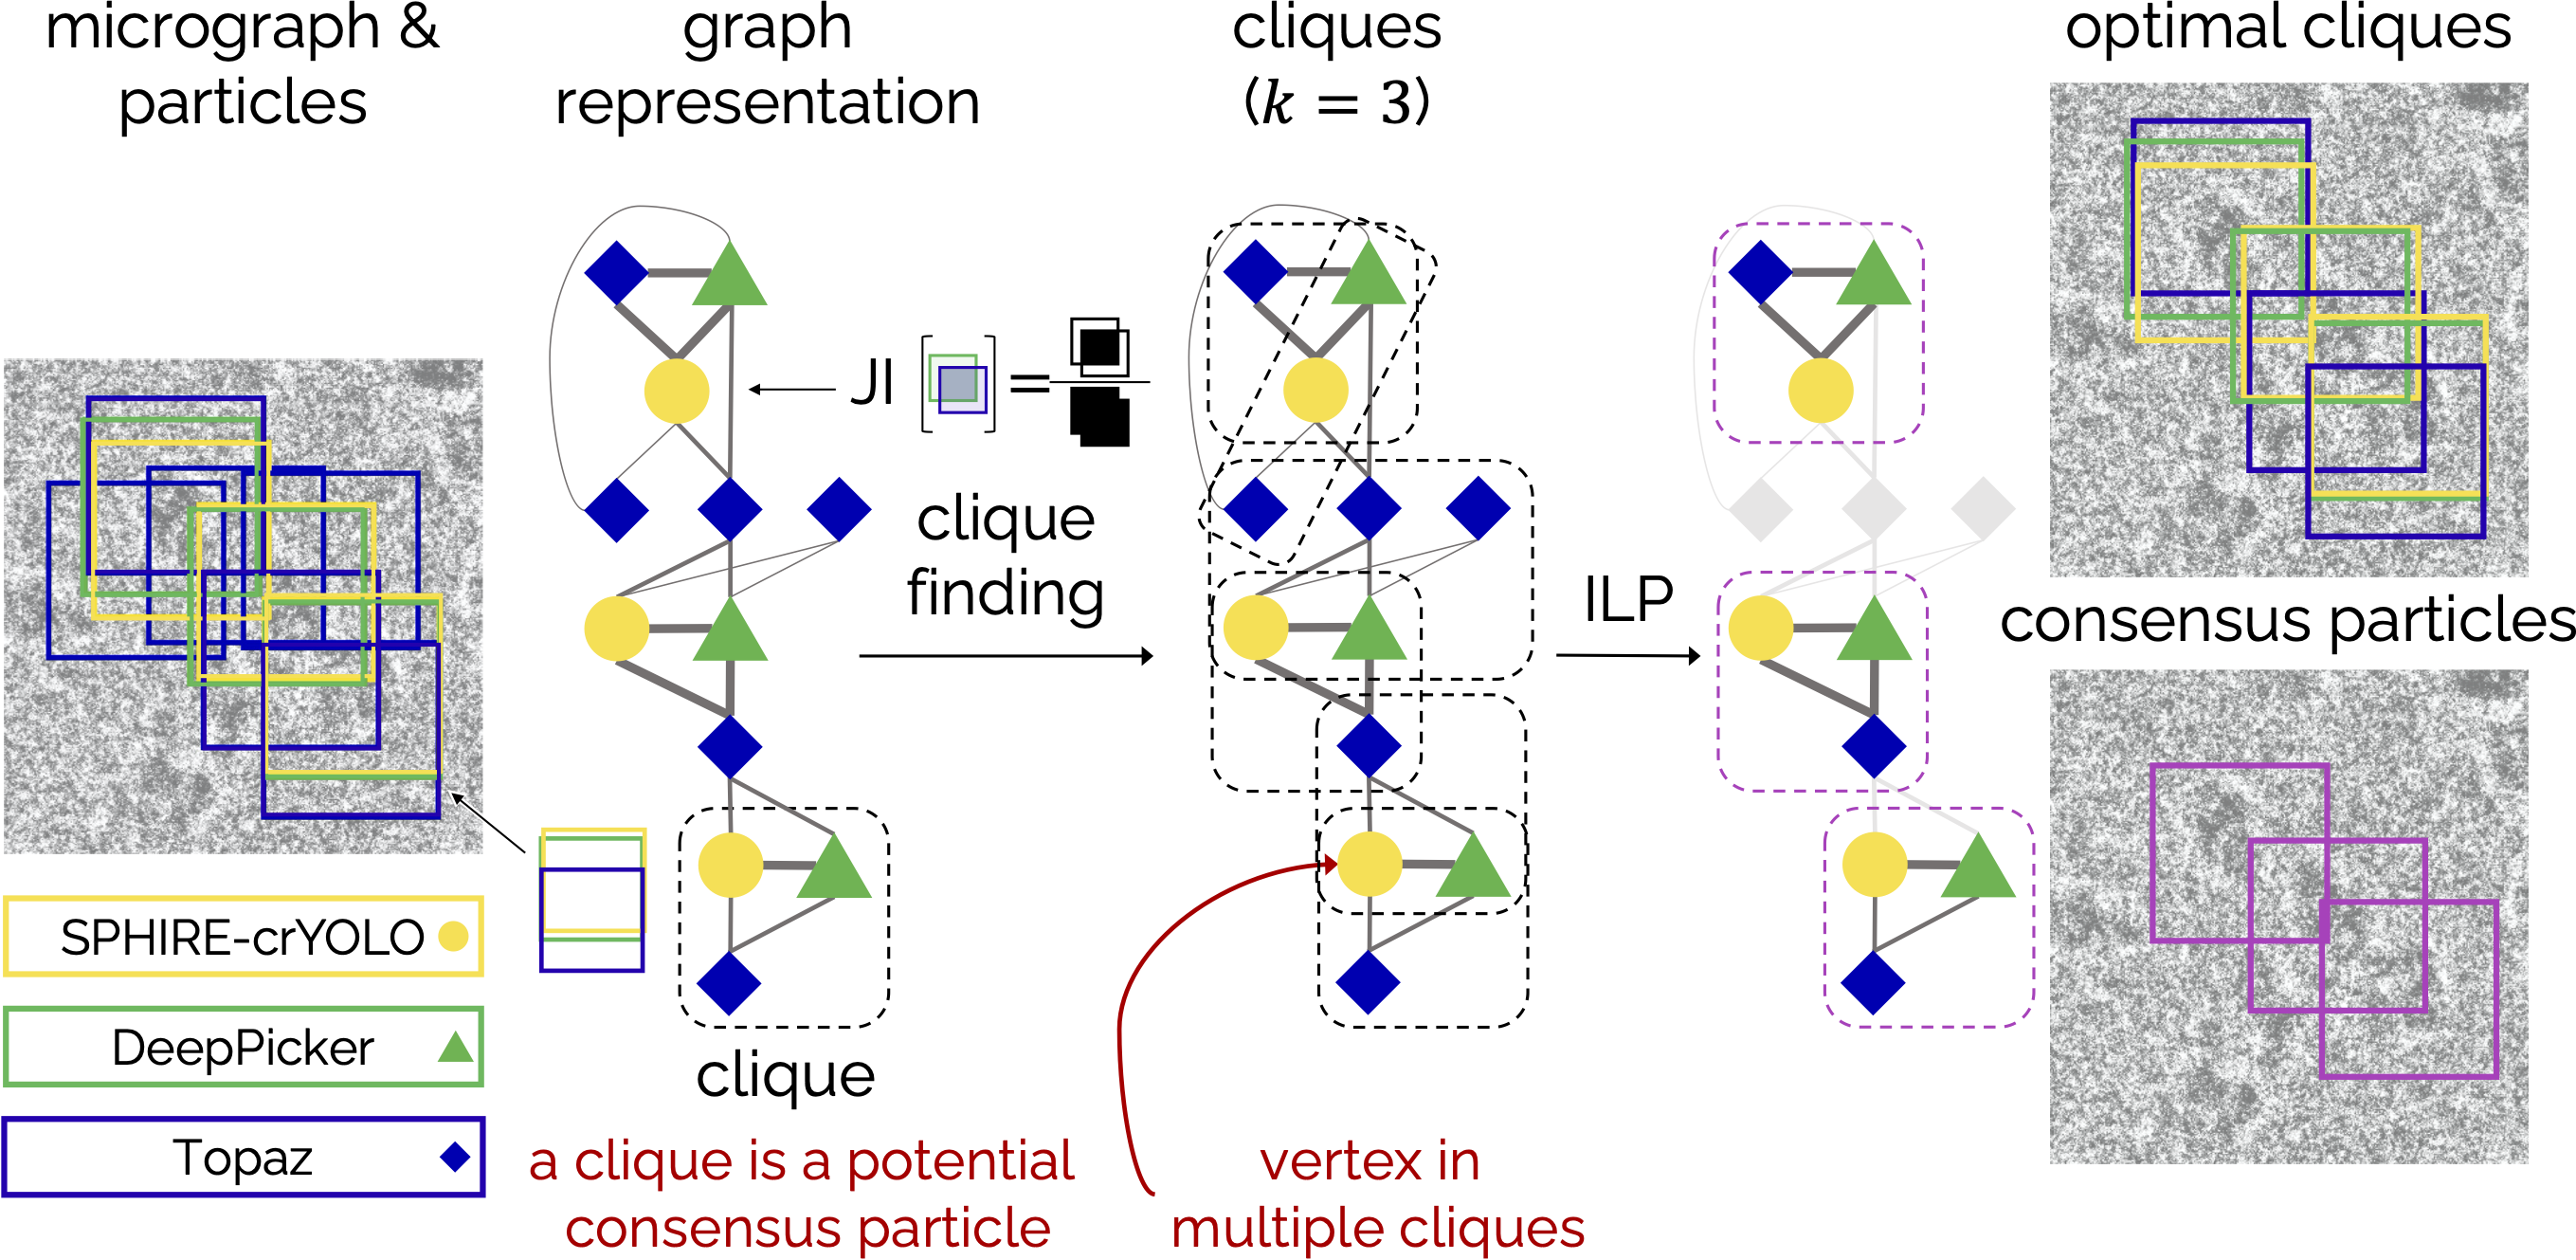 micrograph &
particles
graph
representation
cliques
(k = 3)
optimal cliques
JI
=
clique
finding
ILP
consensus particles
SPHIRE-crYOLO
DeepPicker
Topaz
clique
a clique is a potential
consensus particle
vertex in
multiple cliques